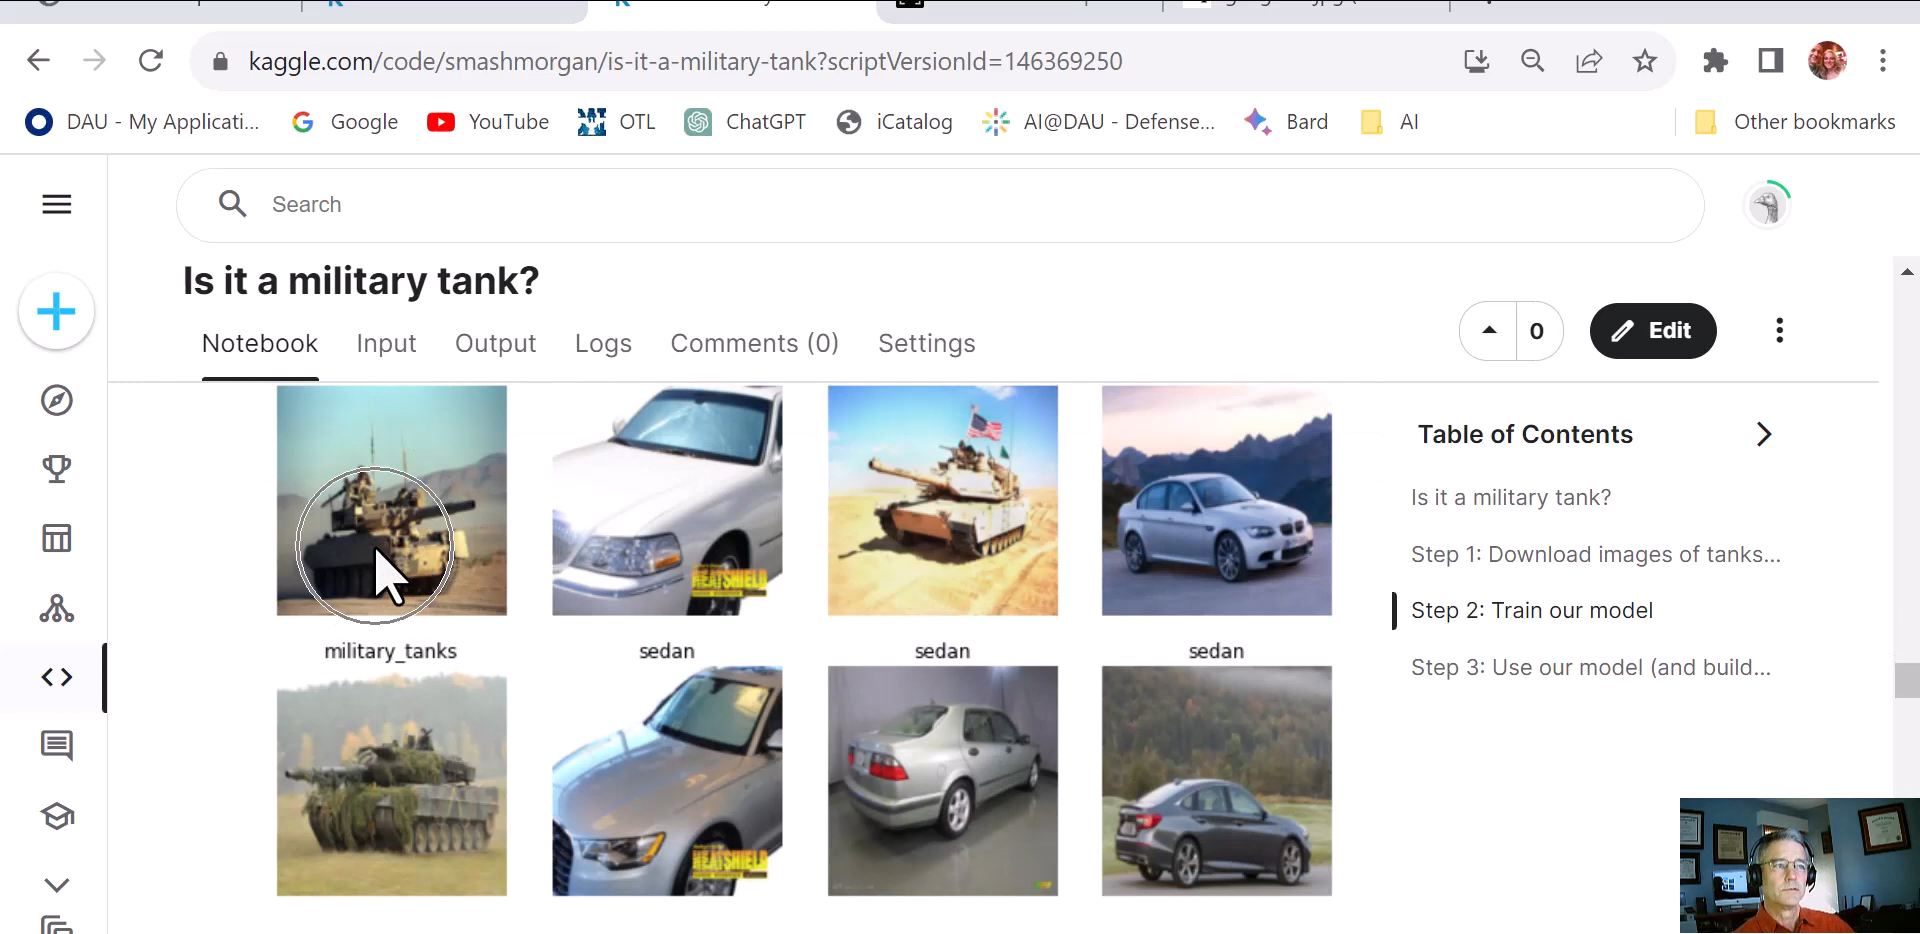 kaggle.com/code/smashmorgan/is-it-a-military-tank?scriptVersionId=146369250
DAU - My Applicati... Google YouTube OTL ChatGPT iCatalog AI@DAU - Defense... Bard AI Other bookmarks
Search
Is it a military tank?
Notebook Input Output Logs Comments (0) Settings
0 Edit
HEATSHIELD
Table of Contents
Is it a military tank?
Step 1: Download images of tanks...
Step 2: Train our model
Step 3: Use our model (and build...
military_tanks sedan sedan sedan
HEATSHIELD